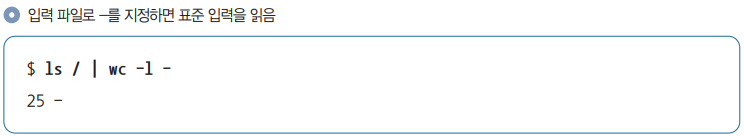 입력 파일로 –를 지정하면 표준 입력을 읽음
$ ls / | wc -l -
25 -